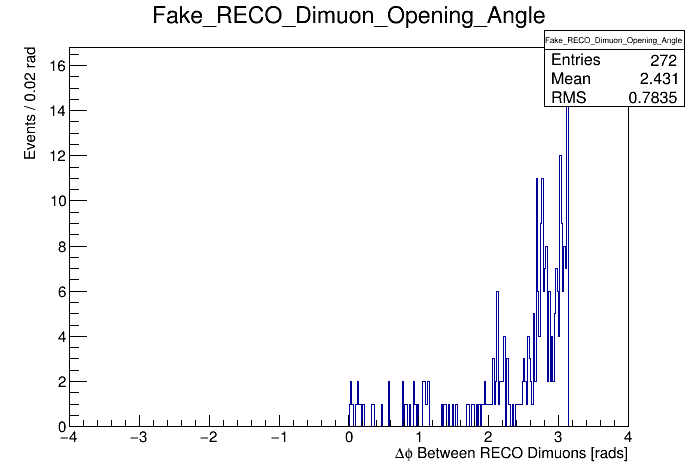 Fake_RECO_Dimuon_Opening_Angle
Fake_RECO_Dimuon_Opening_Angle
Entries 272
Mean 2.431
RMS 0.7835
Events / 0.02 rad
16
14
12
10
8
6
4
2
0
−4 −3 −2 −1 0 1 2 3 4
Δϕ Between RECO Dimuons [rads]